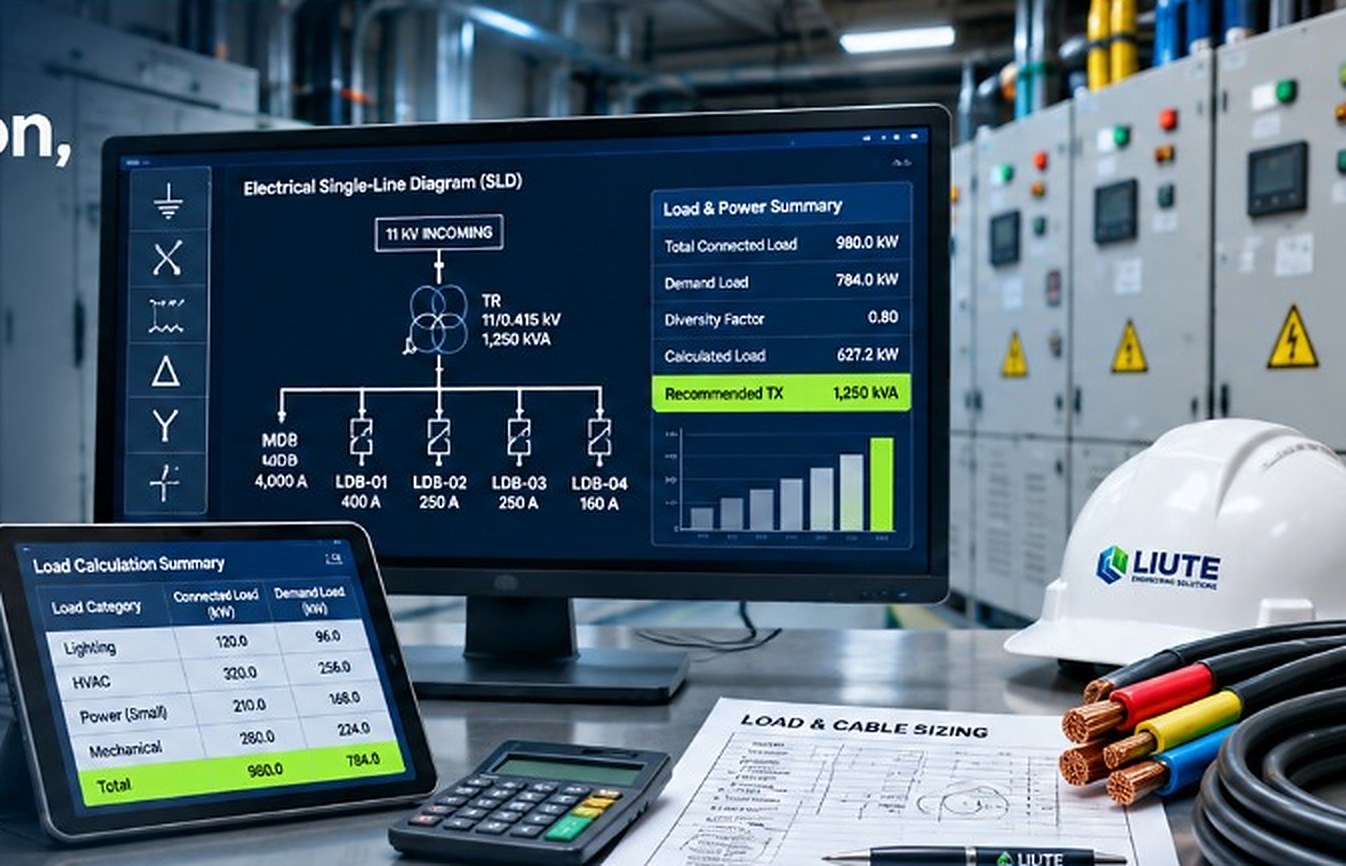 on,
Electrical Single-Line Diagram (SLD)
11 KV INCOMING
TR
11/0.415 kV
1,250 kVA
MDB
4,000 A
LDB-01
400 A
LDB-02
250 A
LDB-03
250 A
LDB-04
160 A
Load & Power Summary
Total Connected Load 980.0 kW
Demand Load 784.0 kW
Diversity Factor 0.80
Calculated Load 627.2 kW
Recommended TX 1,250 kVA
Load Calculation Summary
Load Category Connected Load (kW) Demand Load (kW)
Lighting 120.0 96.0
HVAC 320.0 256.0
Power (Small) 210.0 168.0
Mechanical 280.0 224.0
Total 980.0 784.0
LIUTE
ENGINEERING SOLUTIONS
LOAD & CABLE SIZING
LIUTE